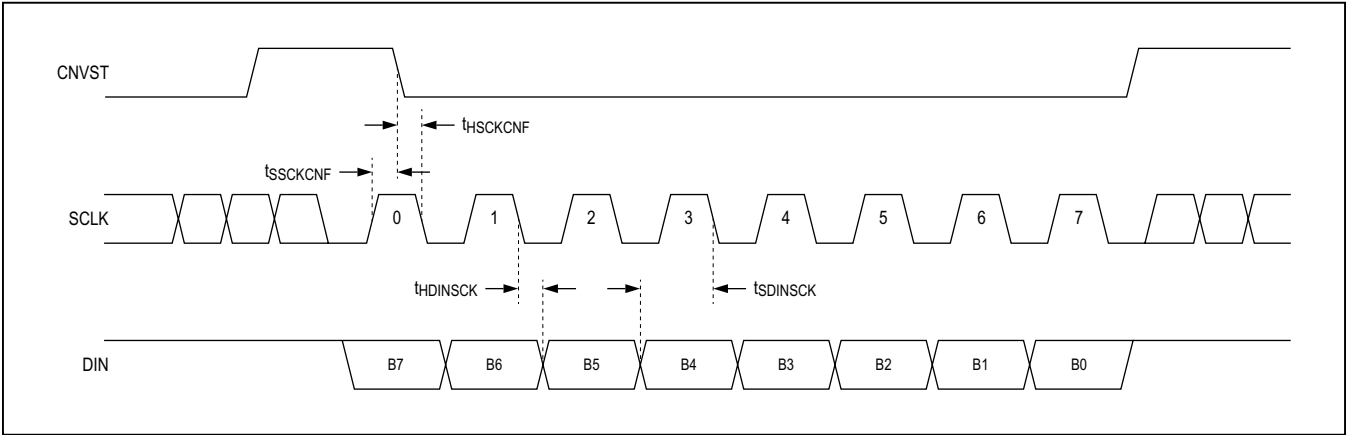 CNVST
tHSCKCNF
tSSCKCNF
SCLK 0 1 2 3 4 5 6 7
tHDINSCK tSDINSCK
DIN B7 B6 B5 B4 B3 B2 B1 B0